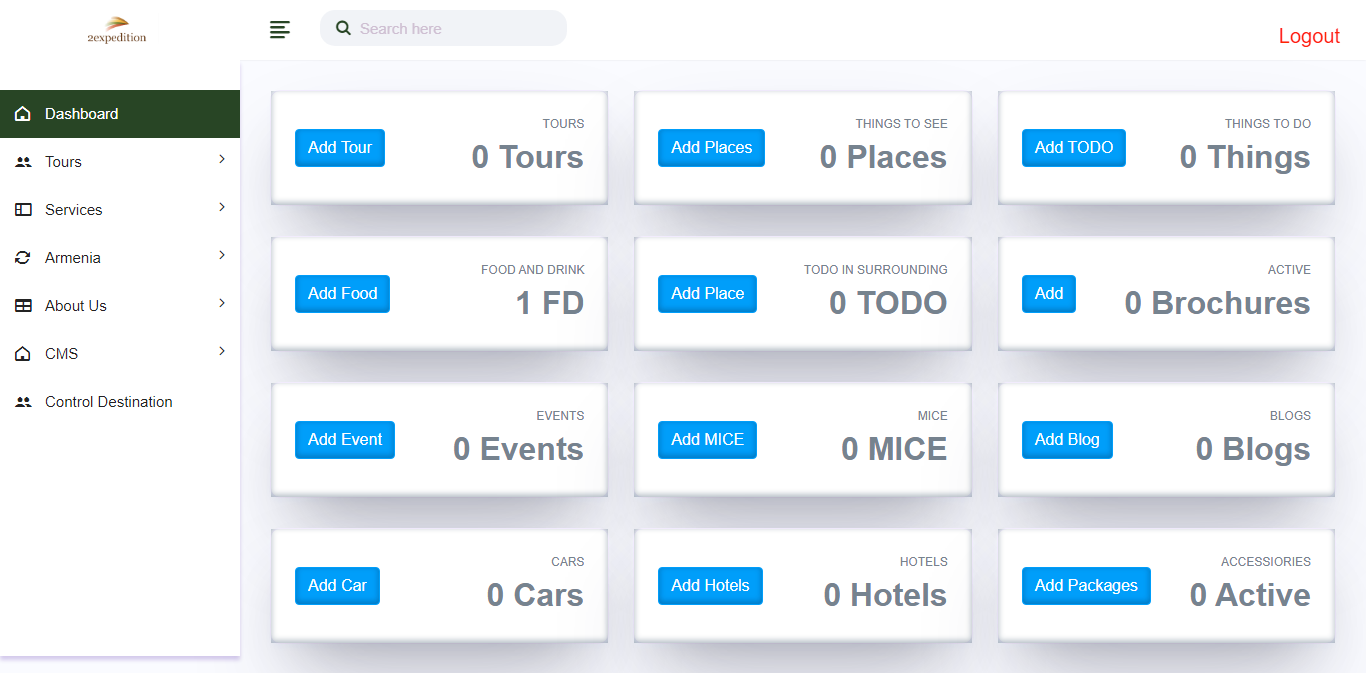 2expedition
Search here
Logout
Dashboard
Tours
Services
Armenia
About Us
CMS
Control Destination
TOURS
Add Tour
0 Tours
THINGS TO SEE
Add Places
0 Places
THINGS TO DO
Add TODO
0 Things
FOOD AND DRINK
Add Food
1 FD
TODO IN SURROUNDING
Add Place
0 TODO
ACTIVE
Add
0 Brochures
EVENTS
Add Event
0 Events
MICE
Add MICE
0 MICE
BLOGS
Add Blog
0 Blogs
CARS
Add Car
0 Cars
HOTELS
Add Hotels
0 Hotels
ACCESSIORIES
Add Packages
0 Active